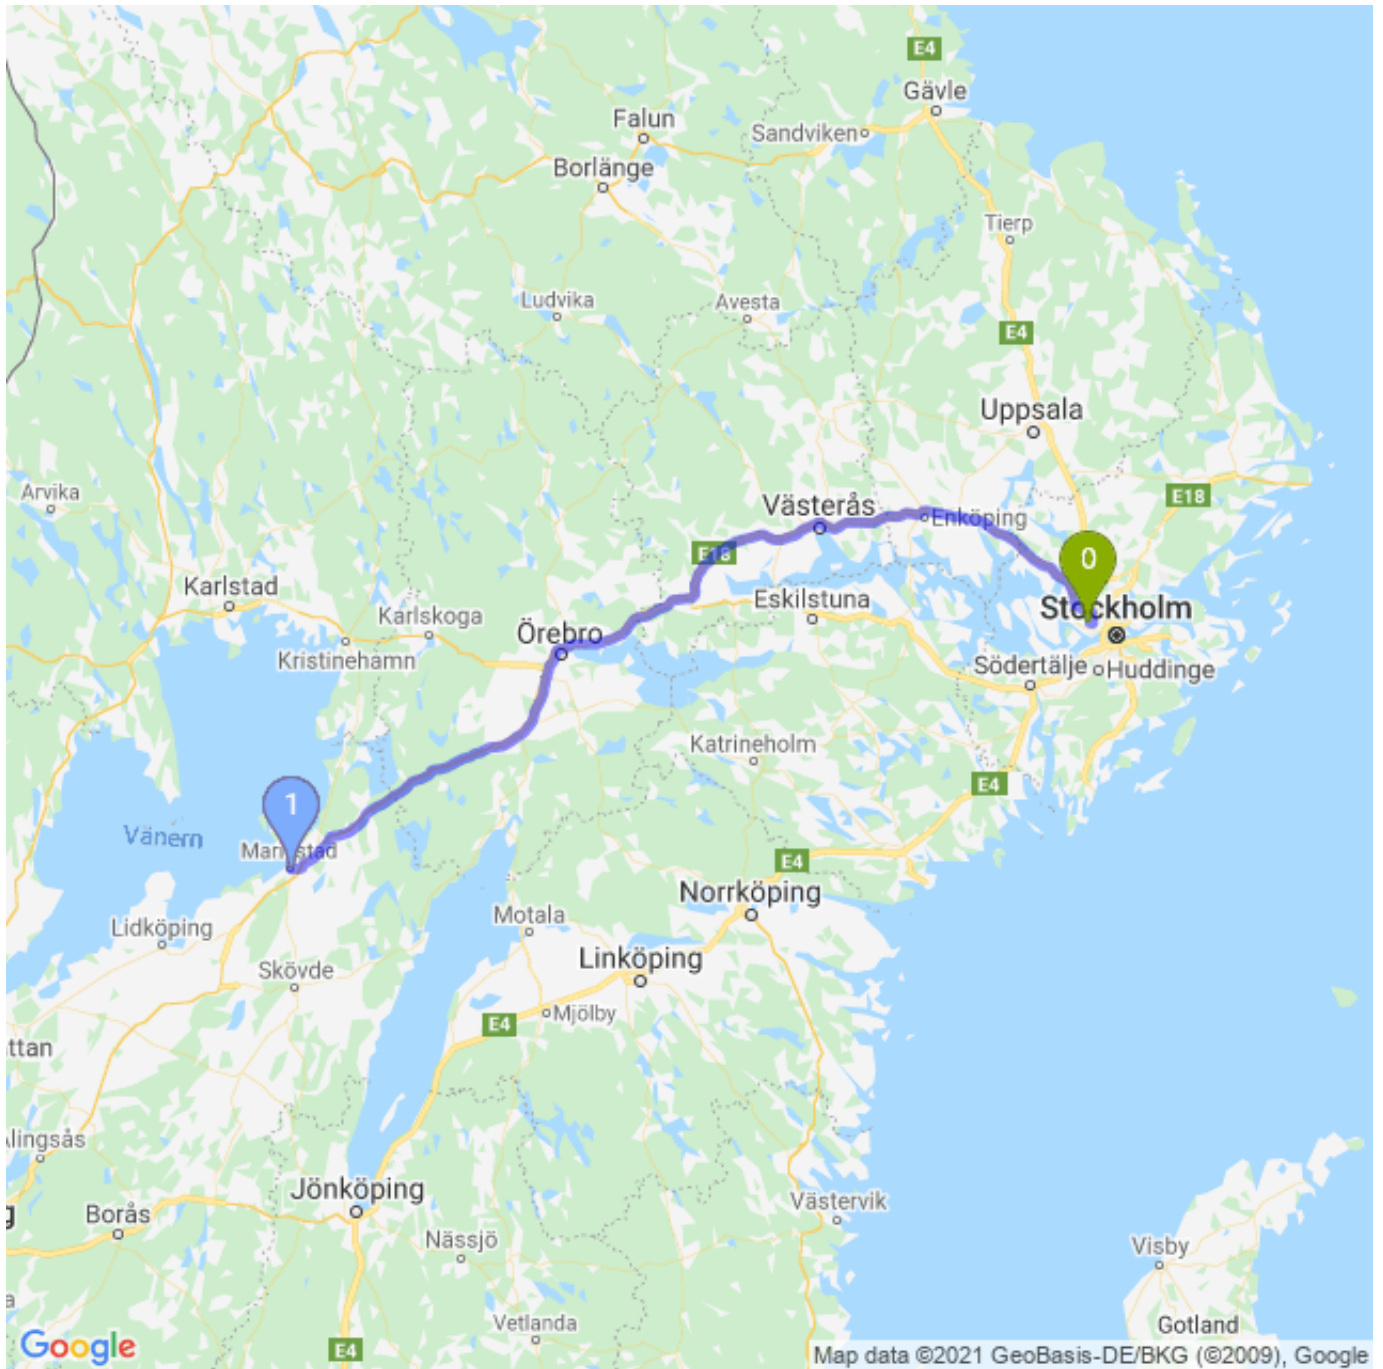 E4
Gävle
Falun
Sandviken
Borlänge
Tierp
Ludvika
Avesta
E4
Uppsala
Arvika
E18
Västerås
Enköping
E18
0
Karlstad
Eskilstuna
Stockholm
Karlskoga
Örebro
Kristinehamn
Södertälje
Huddinge
Katrineholm
E4
1
Vänern
E4
Norrköping
Lidköping
Motala
Linköping
Skövde
Mjölby
E4
ttan
Jönköping
Västervik
Borås
Nässjö
Visby
Vetlanda
Gotland
Google
E4
Map data ©2021 GeoBasis-DE/BKG (©2009), Google